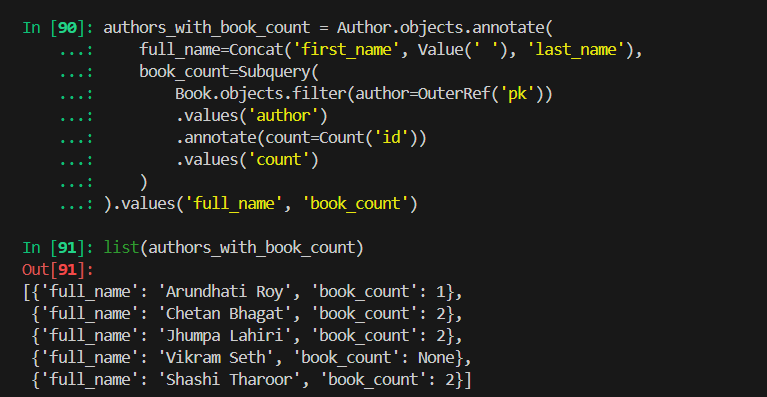 In [90]: authors_with_book_count = Author.objects.annotate(
    ...:     full_name=Concat('first_name', Value(' '), 'last_name'),
    ...:     book_count=Subquery(
    ...:         Book.objects.filter(author=OuterRef('pk'))
    ...:         .values('author')
    ...:         .annotate(count=Count('id'))
    ...:         .values('count')
    ...:     )
    ...: ).values('full_name', 'book_count')
In [91]: list(authors_with_book_count)
Out[91]:
[{'full_name': 'Arundhati Roy', 'book_count': 1},
 {'full_name': 'Chetan Bhagat', 'book_count': 2},
 {'full_name': 'Jhumpa Lahiri', 'book_count': 2},
 {'full_name': 'Vikram Seth', 'book_count': None},
 {'full_name': 'Shashi Tharoor', 'book_count': 2}]